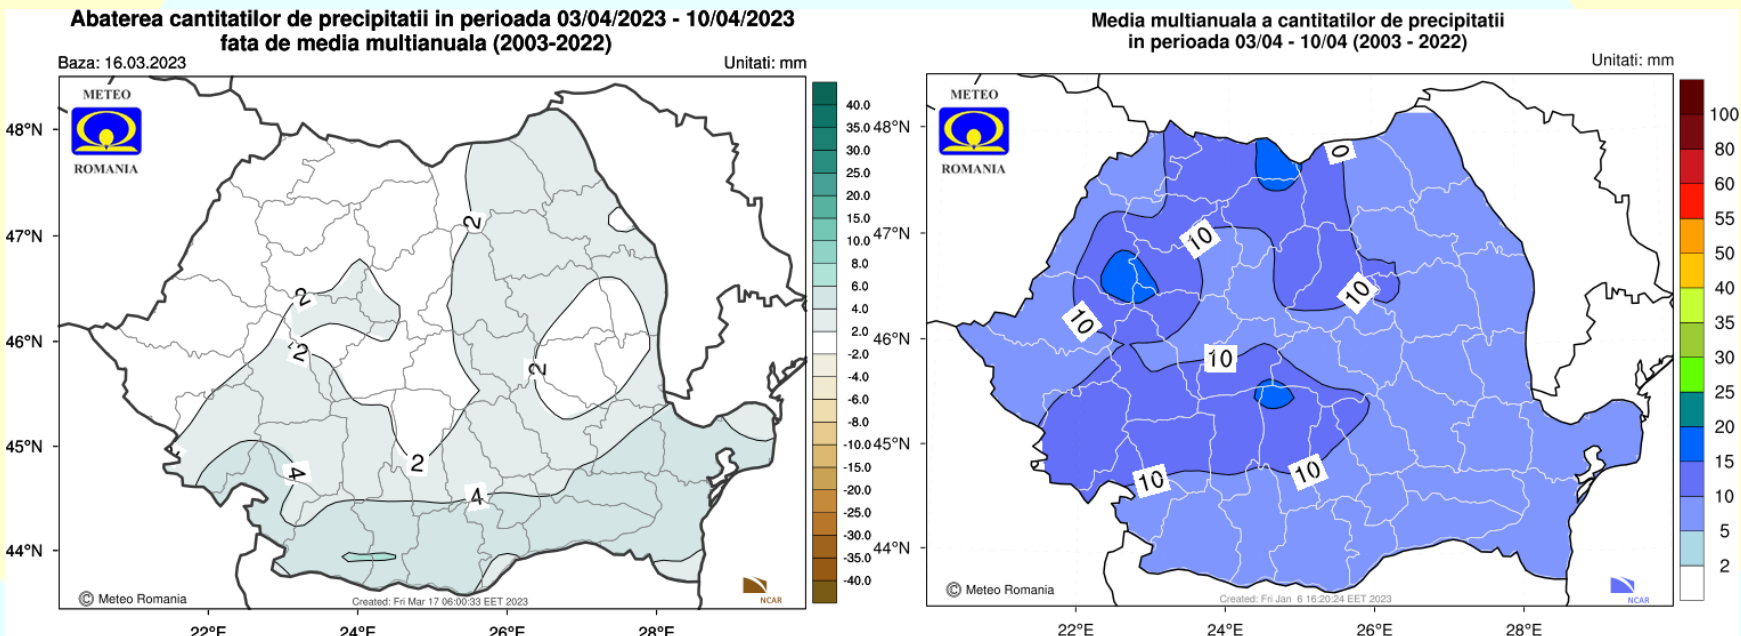 Abaterea cantitatilor de precipitatii in perioada 03/04/2023 - 10/04/2023
fata de media multianuala (2003-2022)
Baza: 16.03.2023
Unitati: mm
METEO
ROMANIA
48°N
47°N
46°N
45°N
44°N
2
2
2
2
2
4
4
40.0
35.0
30.0
25.0
20.0
15.0
10.0
8.0
6.0
4.0
2.0
-2.0
-4.0
-6.0
-8.0
-10.0
-15.0
-20.0
-25.0
-30.0
-35.0
-40.0
© Meteo Romania
Created: Fri Mar 17 06:00:33 EET 2023
NCAR
22°E
24°E
26°E
28°E
Media multianuala a cantitatilor de precipitatii
in perioada 03/04 - 10/04 (2003 - 2022)
Unitati: mm
METEO
ROMANIA
48°N
47°N
46°N
45°N
44°N
0
10
10
10
10
10
10
100
80
60
55
50
40
35
30
25
20
15
10
5
2
© Meteo Romania
Created: Fri Jan 6 16:20:24 EET 2023
NCAR
22°E
24°E
26°E
28°E